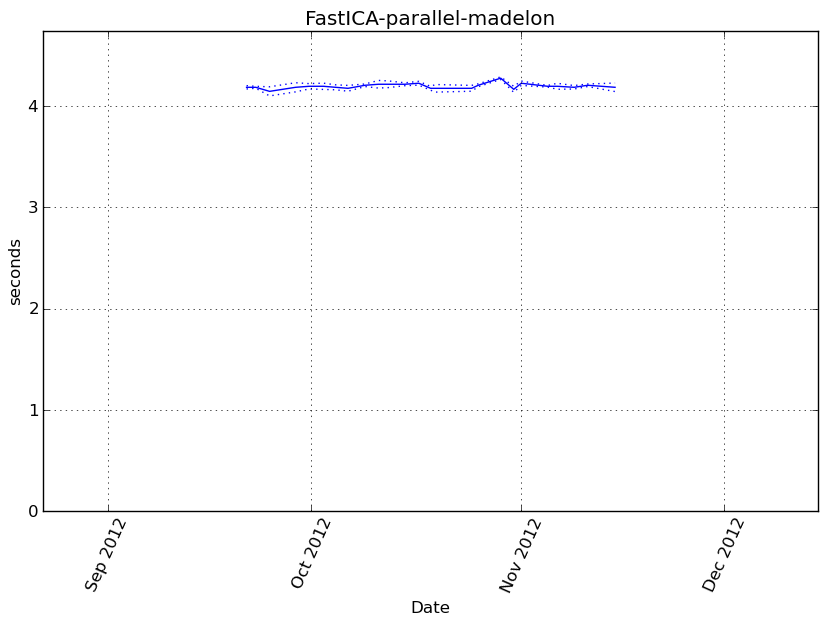 FastICA-parallel-madelon
4
3
2
1
0
seconds
Sep 2012
Oct 2012
Nov 2012
Dec 2012
Date